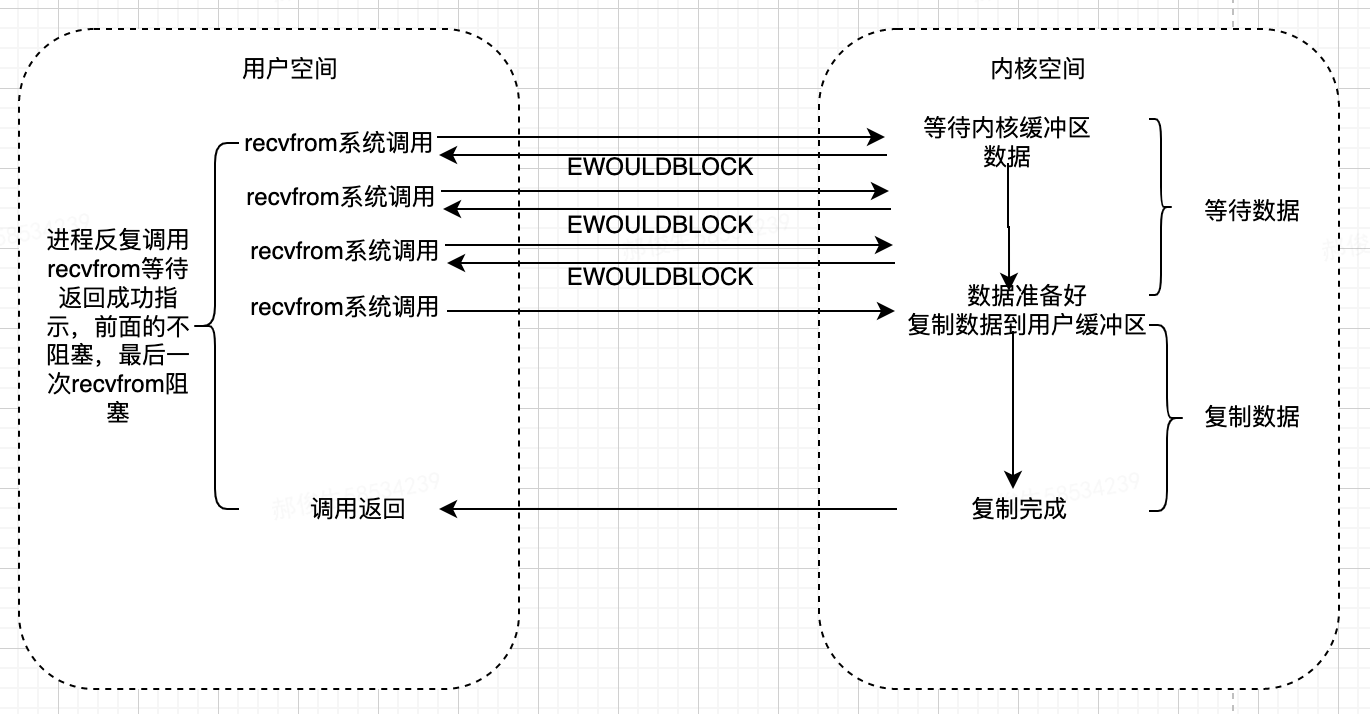 用户空间
内核空间
recvfrom系统调用
等待内核缓冲区
数据
EWOULDBLOCK
recvfrom系统调用
EWOULDBLOCK
等待数据
recvfrom系统调用
EWOULDBLOCK
进程反复调用
recvfrom等待
返回成功指
示，前面的不
阻塞，最后一
次recvfrom阻
塞
recvfrom系统调用
数据准备好
复制数据到用户缓冲区
复制数据
调用返回
复制完成